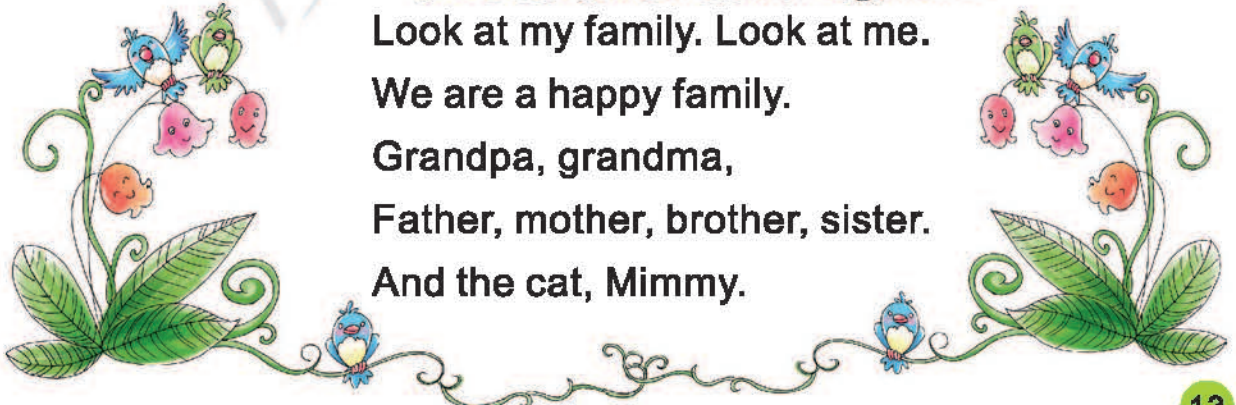 Look at my family. Look at me.
We are a happy family.
Grandpa, grandma,
Father, mother, brother, sister.
And the cat, Mimmy.